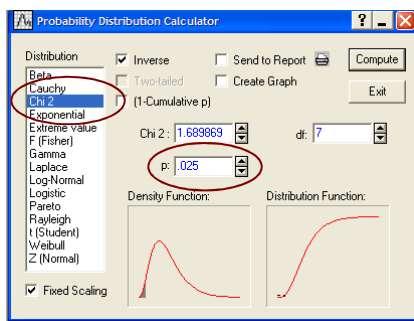 Probability Distribution Calculator
Distribution
Beta
Cauchy
Chi 2
Exponential
Extreme value
F (Fisher)
Gamma
Laplace
Log-Normal
Logistic
Pareto
Rayleigh
t (Student)
Weibull
Z (Normal)
Fixed Scaling
Inverse
Send to Report
Two-tailed
Create Graph
(1-Cumulative p)
Compute
Exit
Chi 2: 1.689869
df: 7
p: .025
Density Function:
Distribution Function: